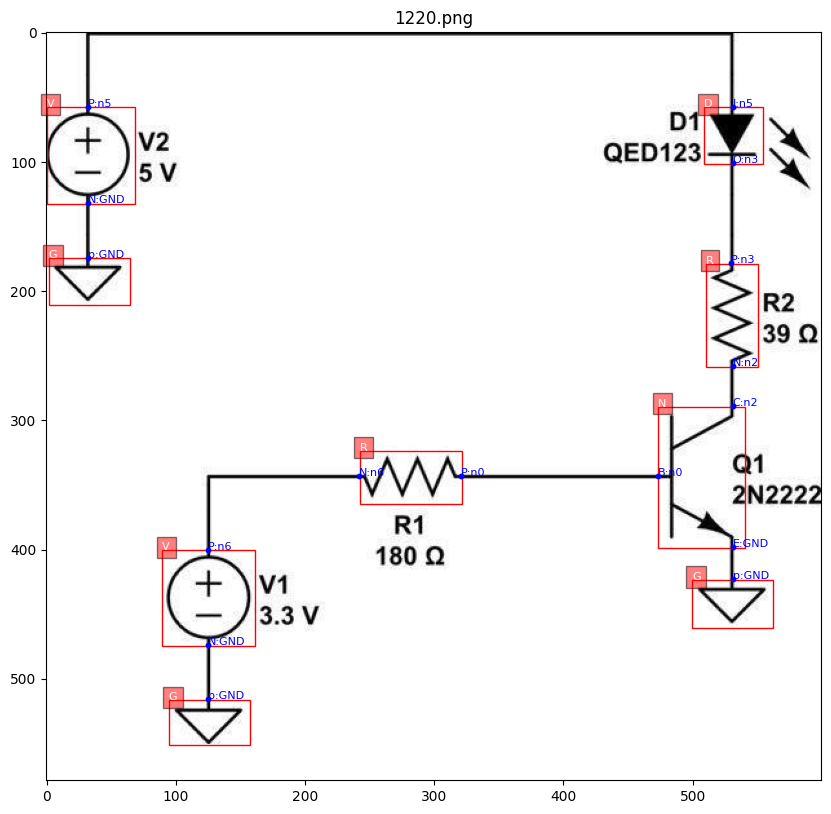 1220.png
0
100
200
300
400
500
0
100
200
300
400
500
V
P:n5
V2
5 V
N:GND
G
p:GND
D
I:n5
D1
QED123
O:n3
R
P:n3
R2
39 Ω
N:n2
N
C:n2
Q1
2N2222
B:n0
E:GND
G
p:GND
R
N:n6
P:n0
R1
180 Ω
V
P:n6
V1
3.3 V
N:GND
G
p:GND